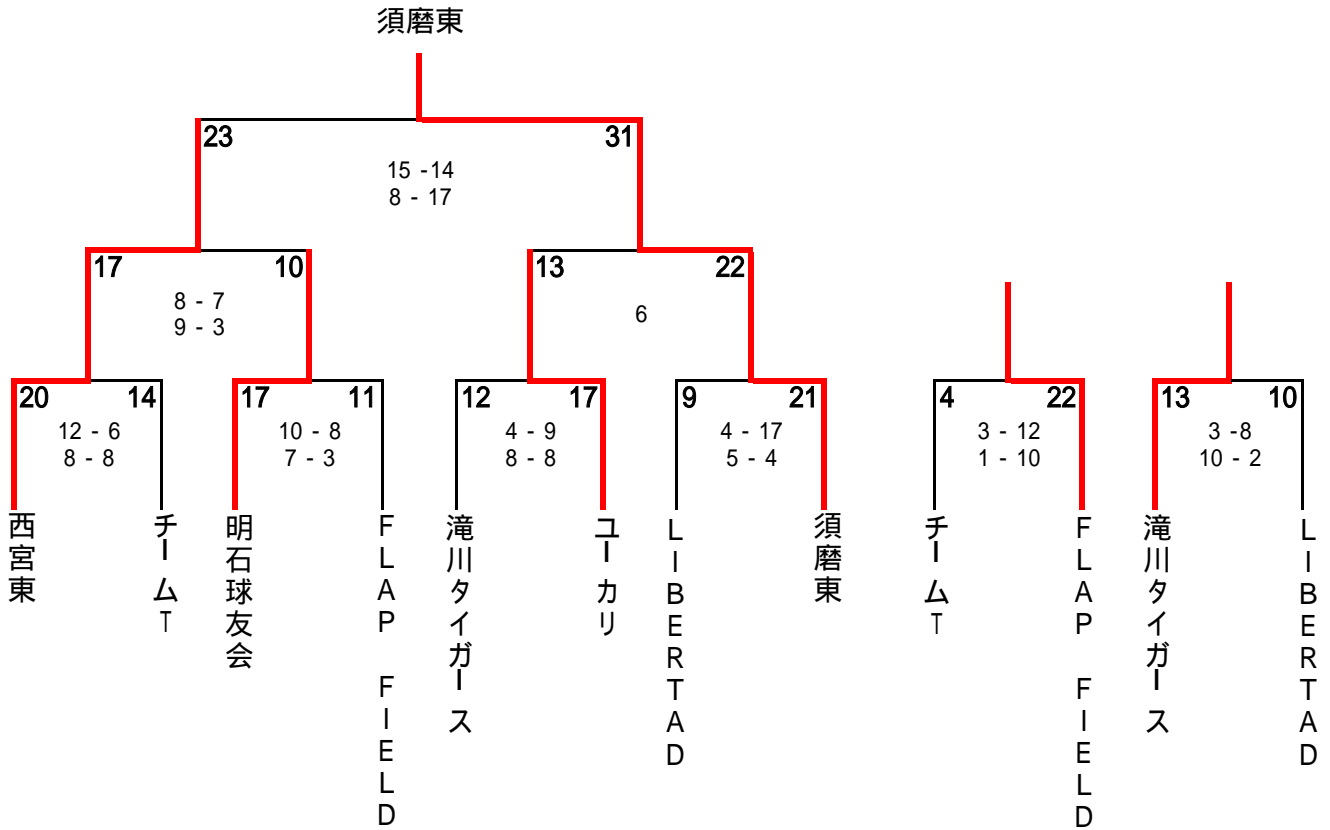 須磨東
23 31
15 -14
8 - 17
17 10 13 22
8 - 7
9 - 3
6
20 14 17 11 12 17 9 21 4 22 13 10
12 - 6 10 - 8 4 - 9 4 - 17 3 - 12 3 -8
8 - 8 7 - 3 8 - 8 5 - 4 1 - 10 10 - 2
西宮東
チームT
明石球友会
FLAP FIELD
滝川タイガース
ユーカリ
LIBERTAD
須磨東
チームT
FLAP FIELD
滝川タイガース
LIBERTAD